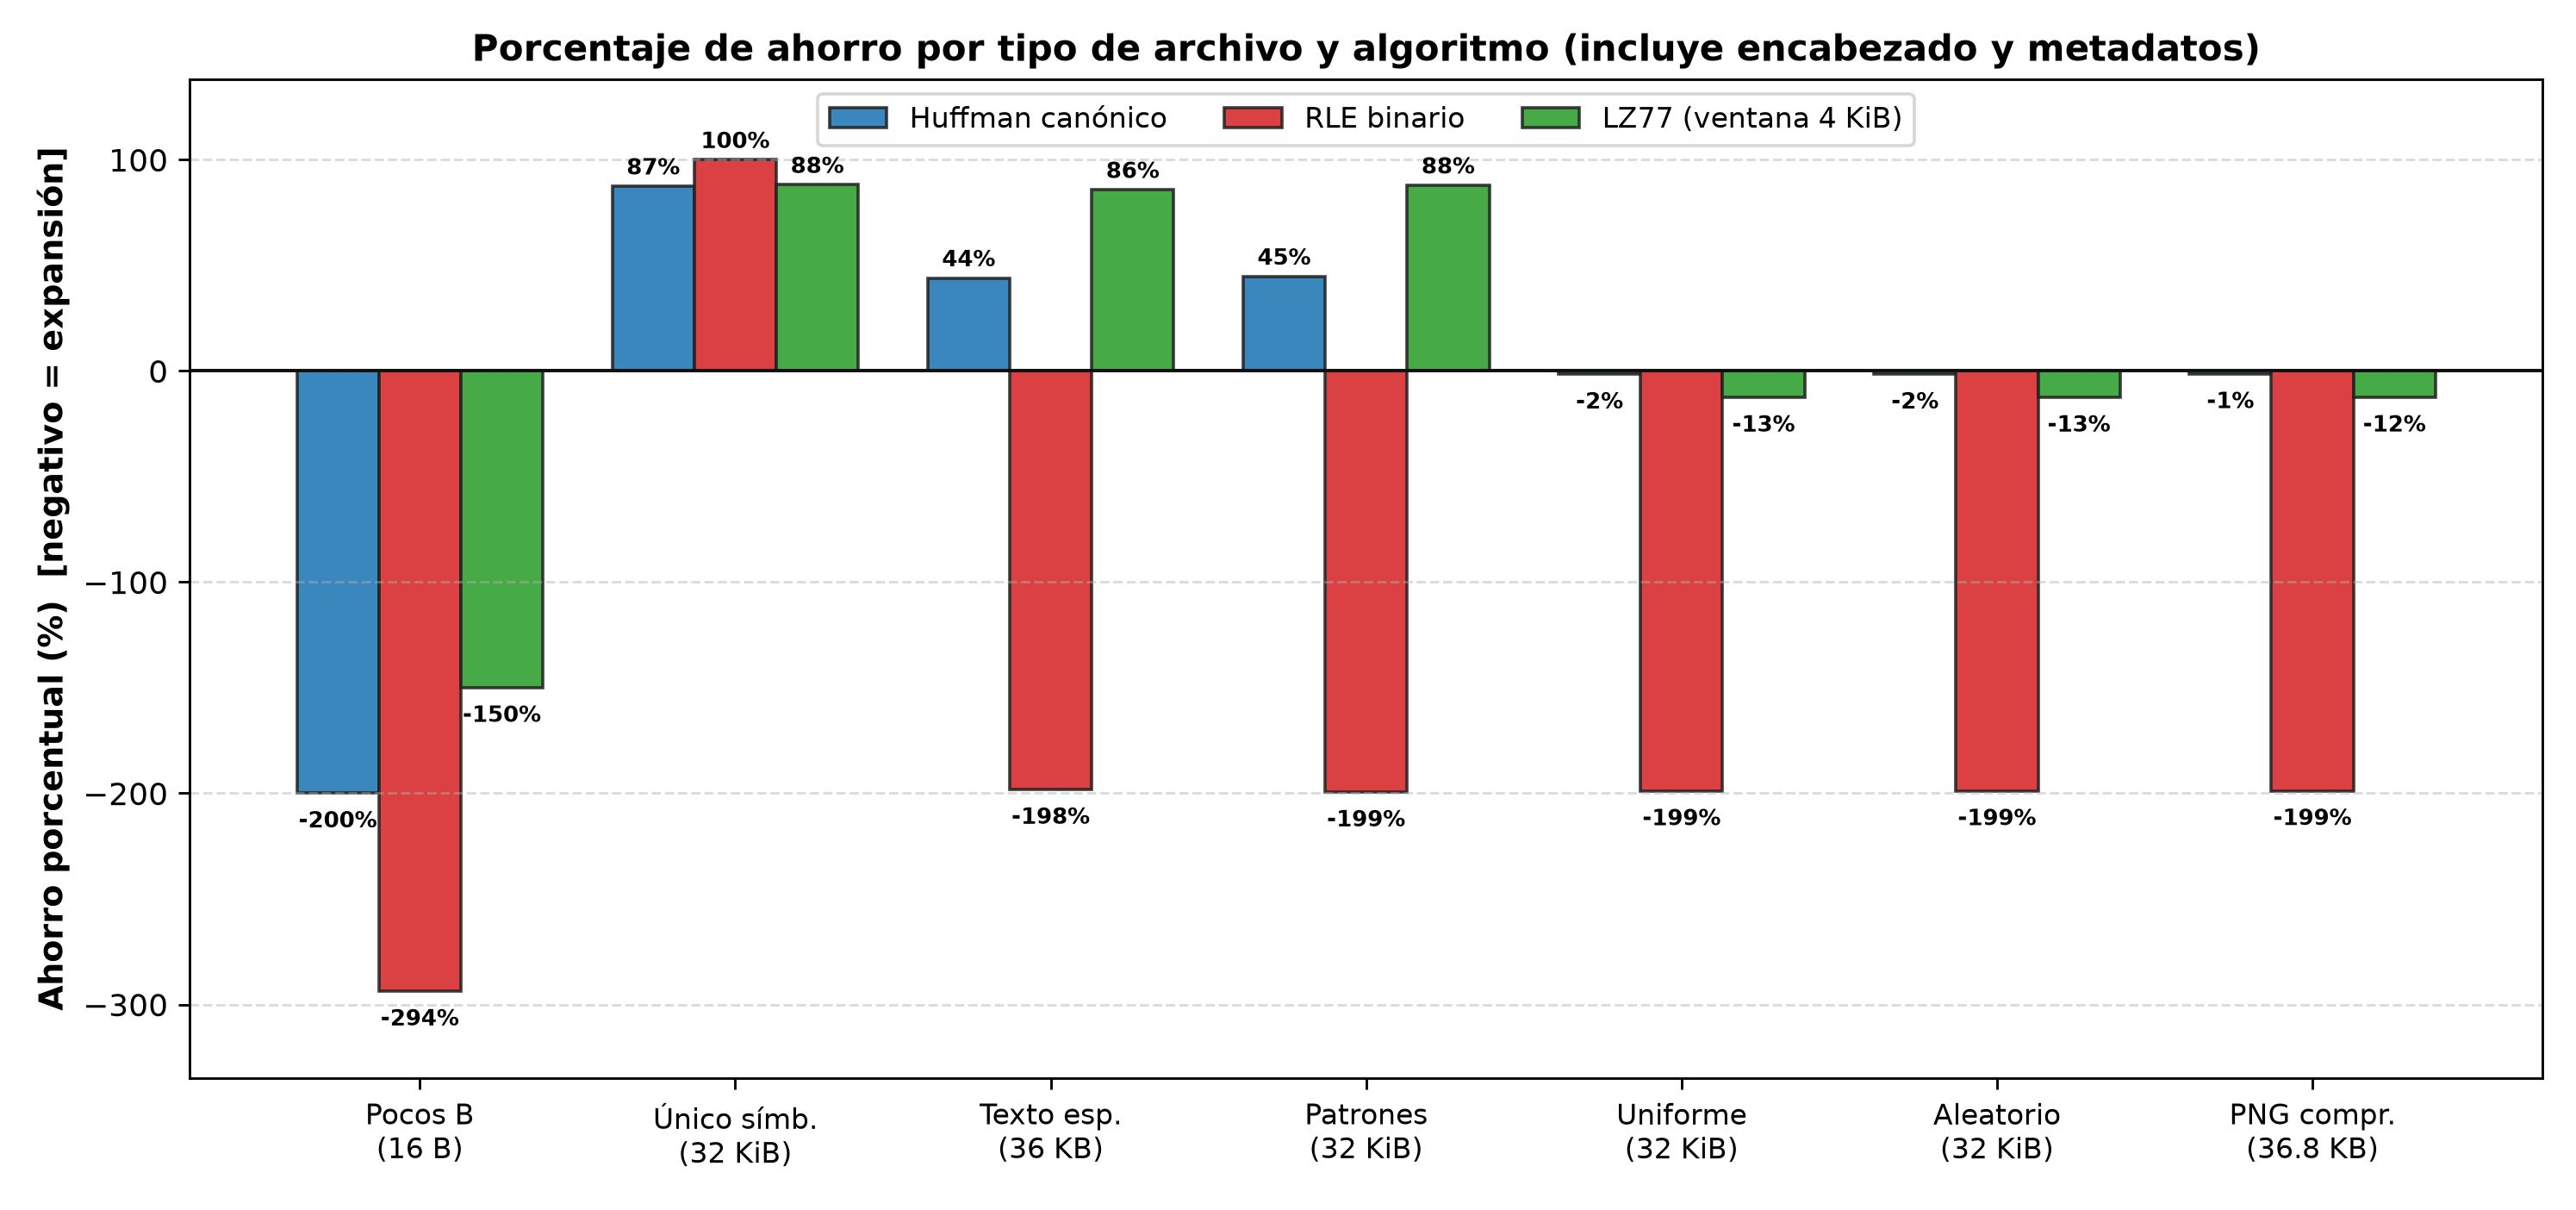 Porcentaje de ahorro por tipo de archivo y algoritmo (incluye encabezado y metadatos)
Huffman canónico
RLE binario
LZ77 (ventana 4 KiB)
Ahorro porcentual (%)  [negativo = expansión]
100
0
−100
−200
−300
-200%
-294%
-150%
87%
100%
88%
44%
-198%
86%
45%
-199%
88%
-2%
-199%
-13%
-2%
-199%
-13%
-1%
-199%
-12%
Pocos B
(16 B)
Único símb.
(32 KiB)
Texto esp.
(36 KB)
Patrones
(32 KiB)
Uniforme
(32 KiB)
Aleatorio
(32 KiB)
PNG compr.
(36.8 KB)